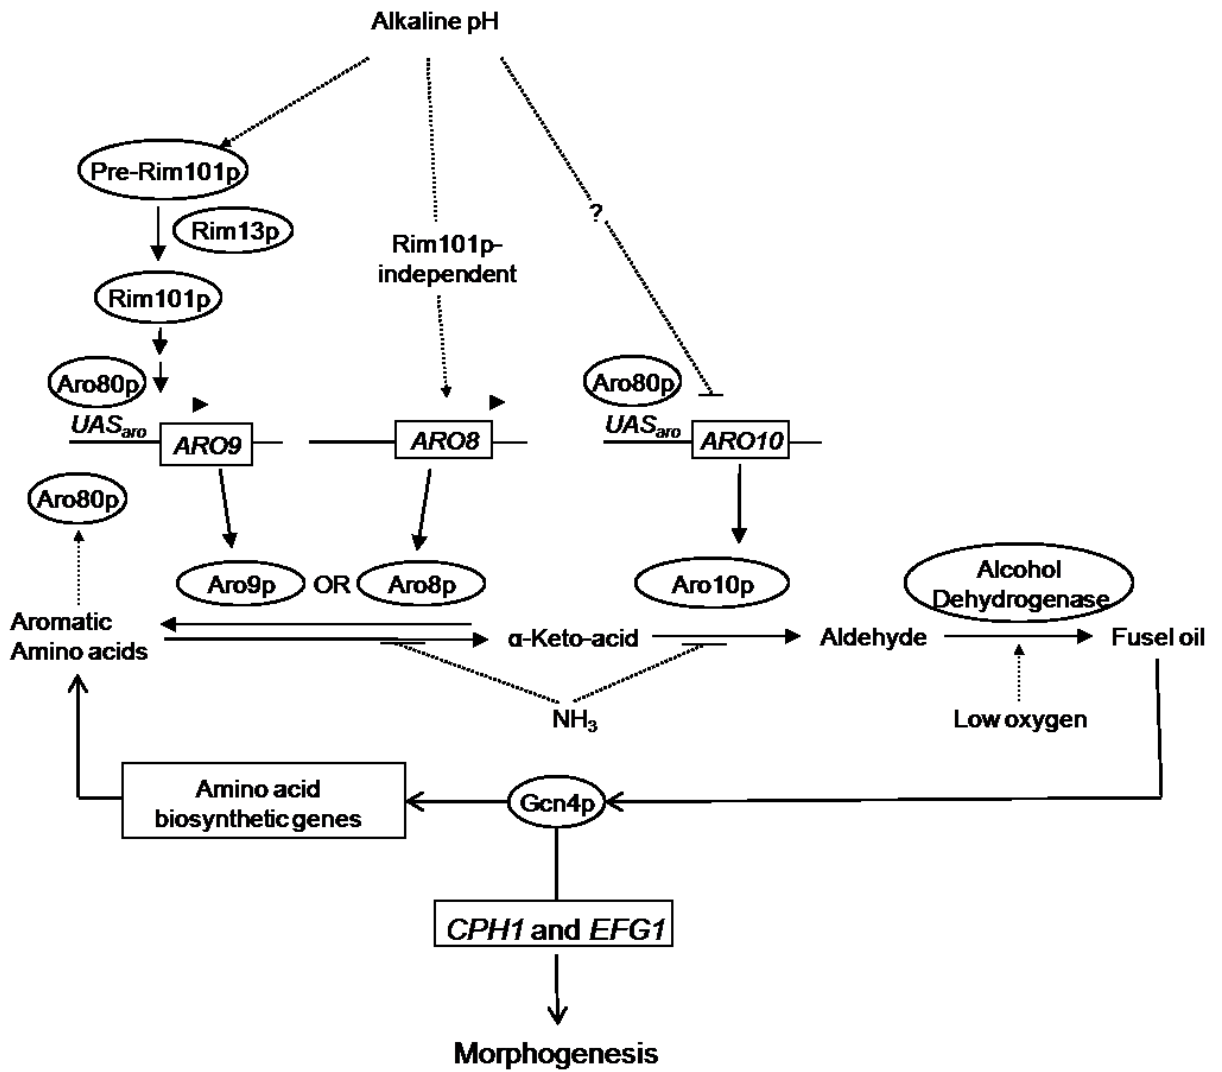 Alkaline pH
Pre-Rim101p
Rim13p
?
Rim101p-
independent
Rim101p
Aro80p
Aro80p
UASaro
ARO9
ARO8
UASaro
ARO10
Aro80p
Aro9p OR Aro8p
Aro10p
Alcohol
Dehydrogenase
Aromatic
Amino acids
α-Keto-acid
Aldehyde
Fusel oil
NH3
Low oxygen
Amino acid
biosynthetic genes
Gcn4p
CPH1 and EFG1
Morphogenesis